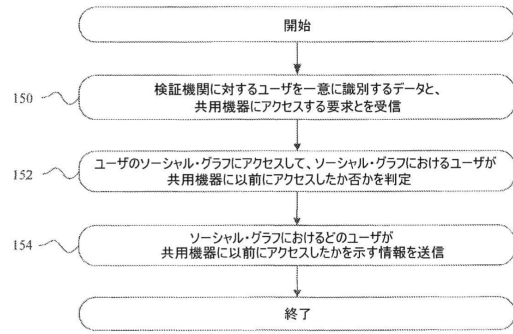 開始
150
検証機関に対するユーザを一意に識別するデータと、
共用機器にアクセスする要求とを受信
152
ユーザのソーシャル・グラフにアクセスして、ソーシャル・グラフにおけるユーザが
共用機器に以前にアクセスしたか否かを判定
154
ソーシャル・グラフにおけるどのユーザが
共用機器に以前にアクセスしたかを示す情報を送信
終了